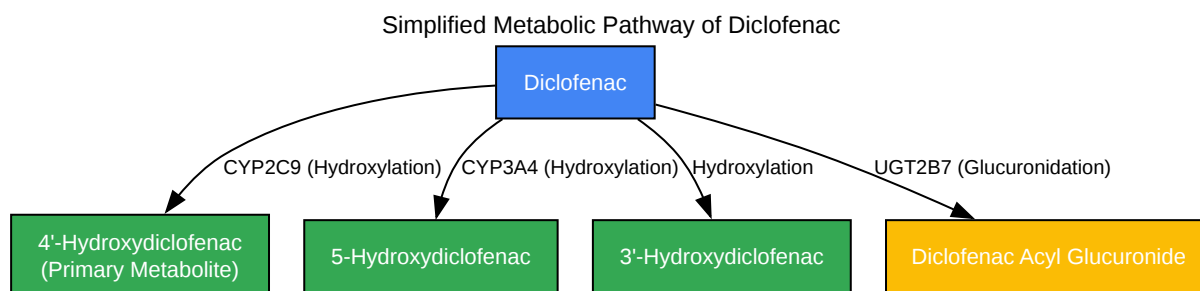 Simplified Metabolic Pathway of Diclofenac
Diclofenac
CYP2C9 (Hydroxylation)
CYP3A4 (Hydroxylation)
Hydroxylation
UGT2B7 (Glucuronidation)
4'-Hydroxydiclofenac
(Primary Metabolite)
5-Hydroxydiclofenac
3'-Hydroxydiclofenac
Diclofenac Acyl Glucuronide